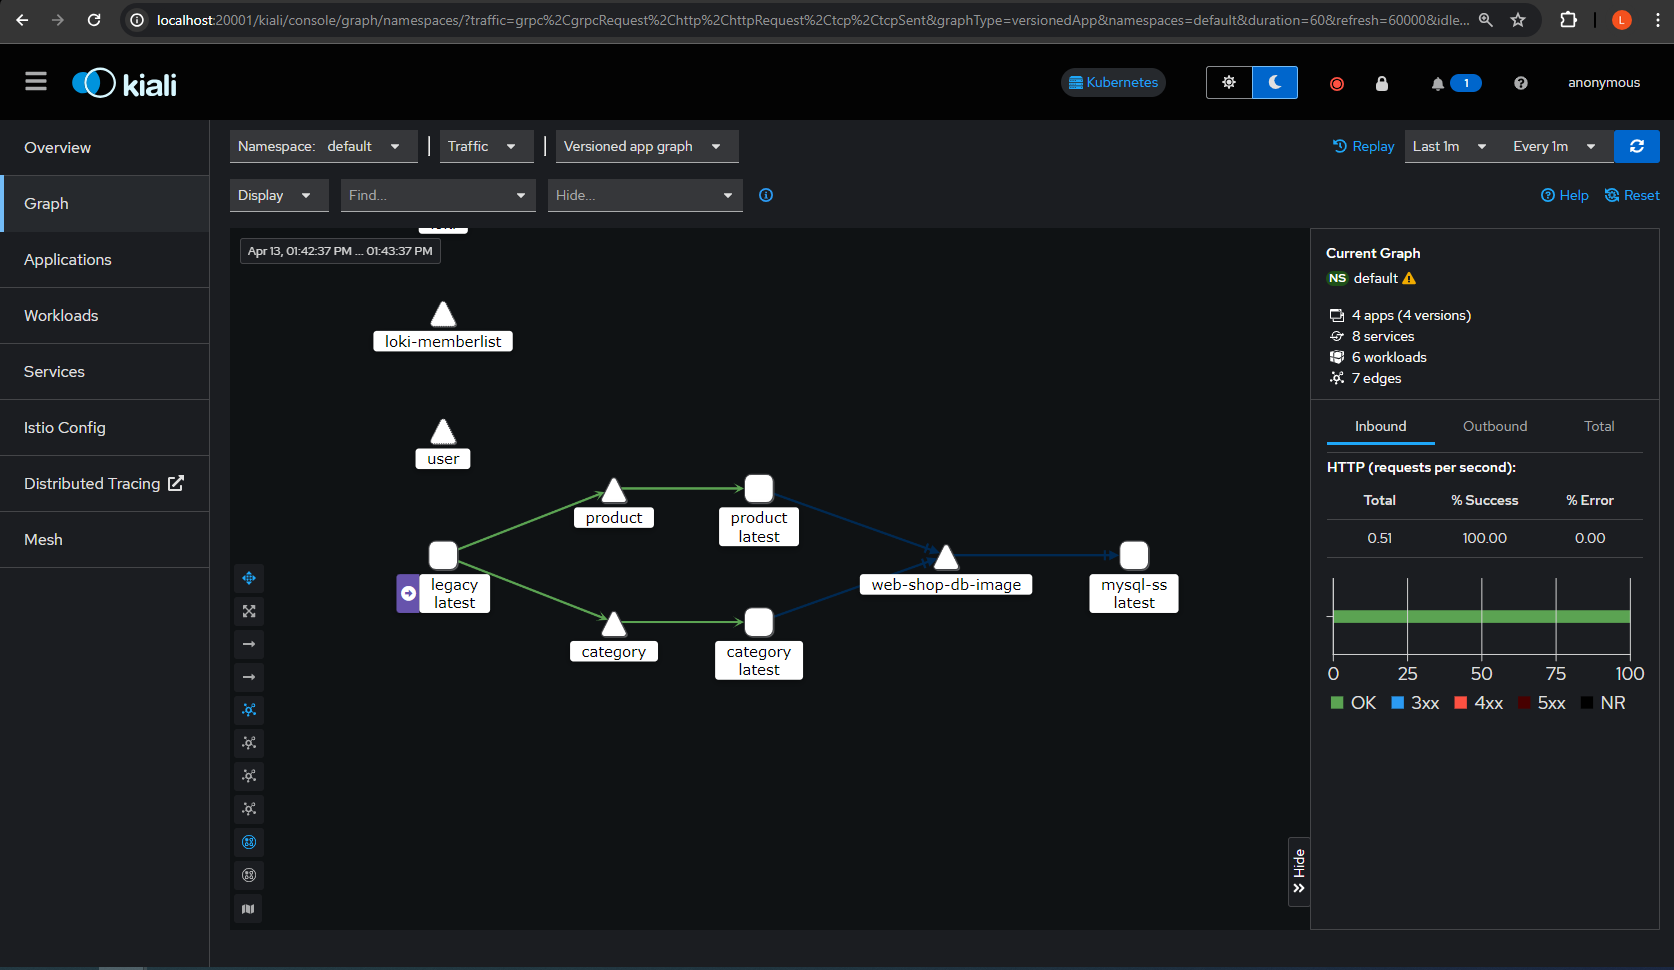 localhost:20001/kiali/console/graph/namespaces/?traffic=grpc%2CgrpcRequest%2Chttp%2ChttpRequest%2Ctcp%2CtcpSent&graphType=versionedApp&namespaces=default&duration=60&refresh=60000&idle...
L
kiali
Kubernetes
1
anonymous
Overview
Graph
Applications
Workloads
Services
Istio Config
Distributed Tracing
Mesh
Namespace: default
Traffic
Versioned app graph
Replay
Last 1m
Every 1m
Display
Find...
Hide...
Help
Reset
Apr 13, 01:42:37 PM ... 01:43:37 PM
loki-memberlist
user
product
product
latest
legacy
latest
web-shop-db-image
mysql-ss
latest
category
category
latest
Hide
Current Graph
NS default
4 apps (4 versions)
8 services
6 workloads
7 edges
Inbound
Outbound
Total
HTTP (requests per second):
Total % Success % Error
0.51 100.00 0.00
0 25 50 75 100
OK 3xx 4xx 5xx NR